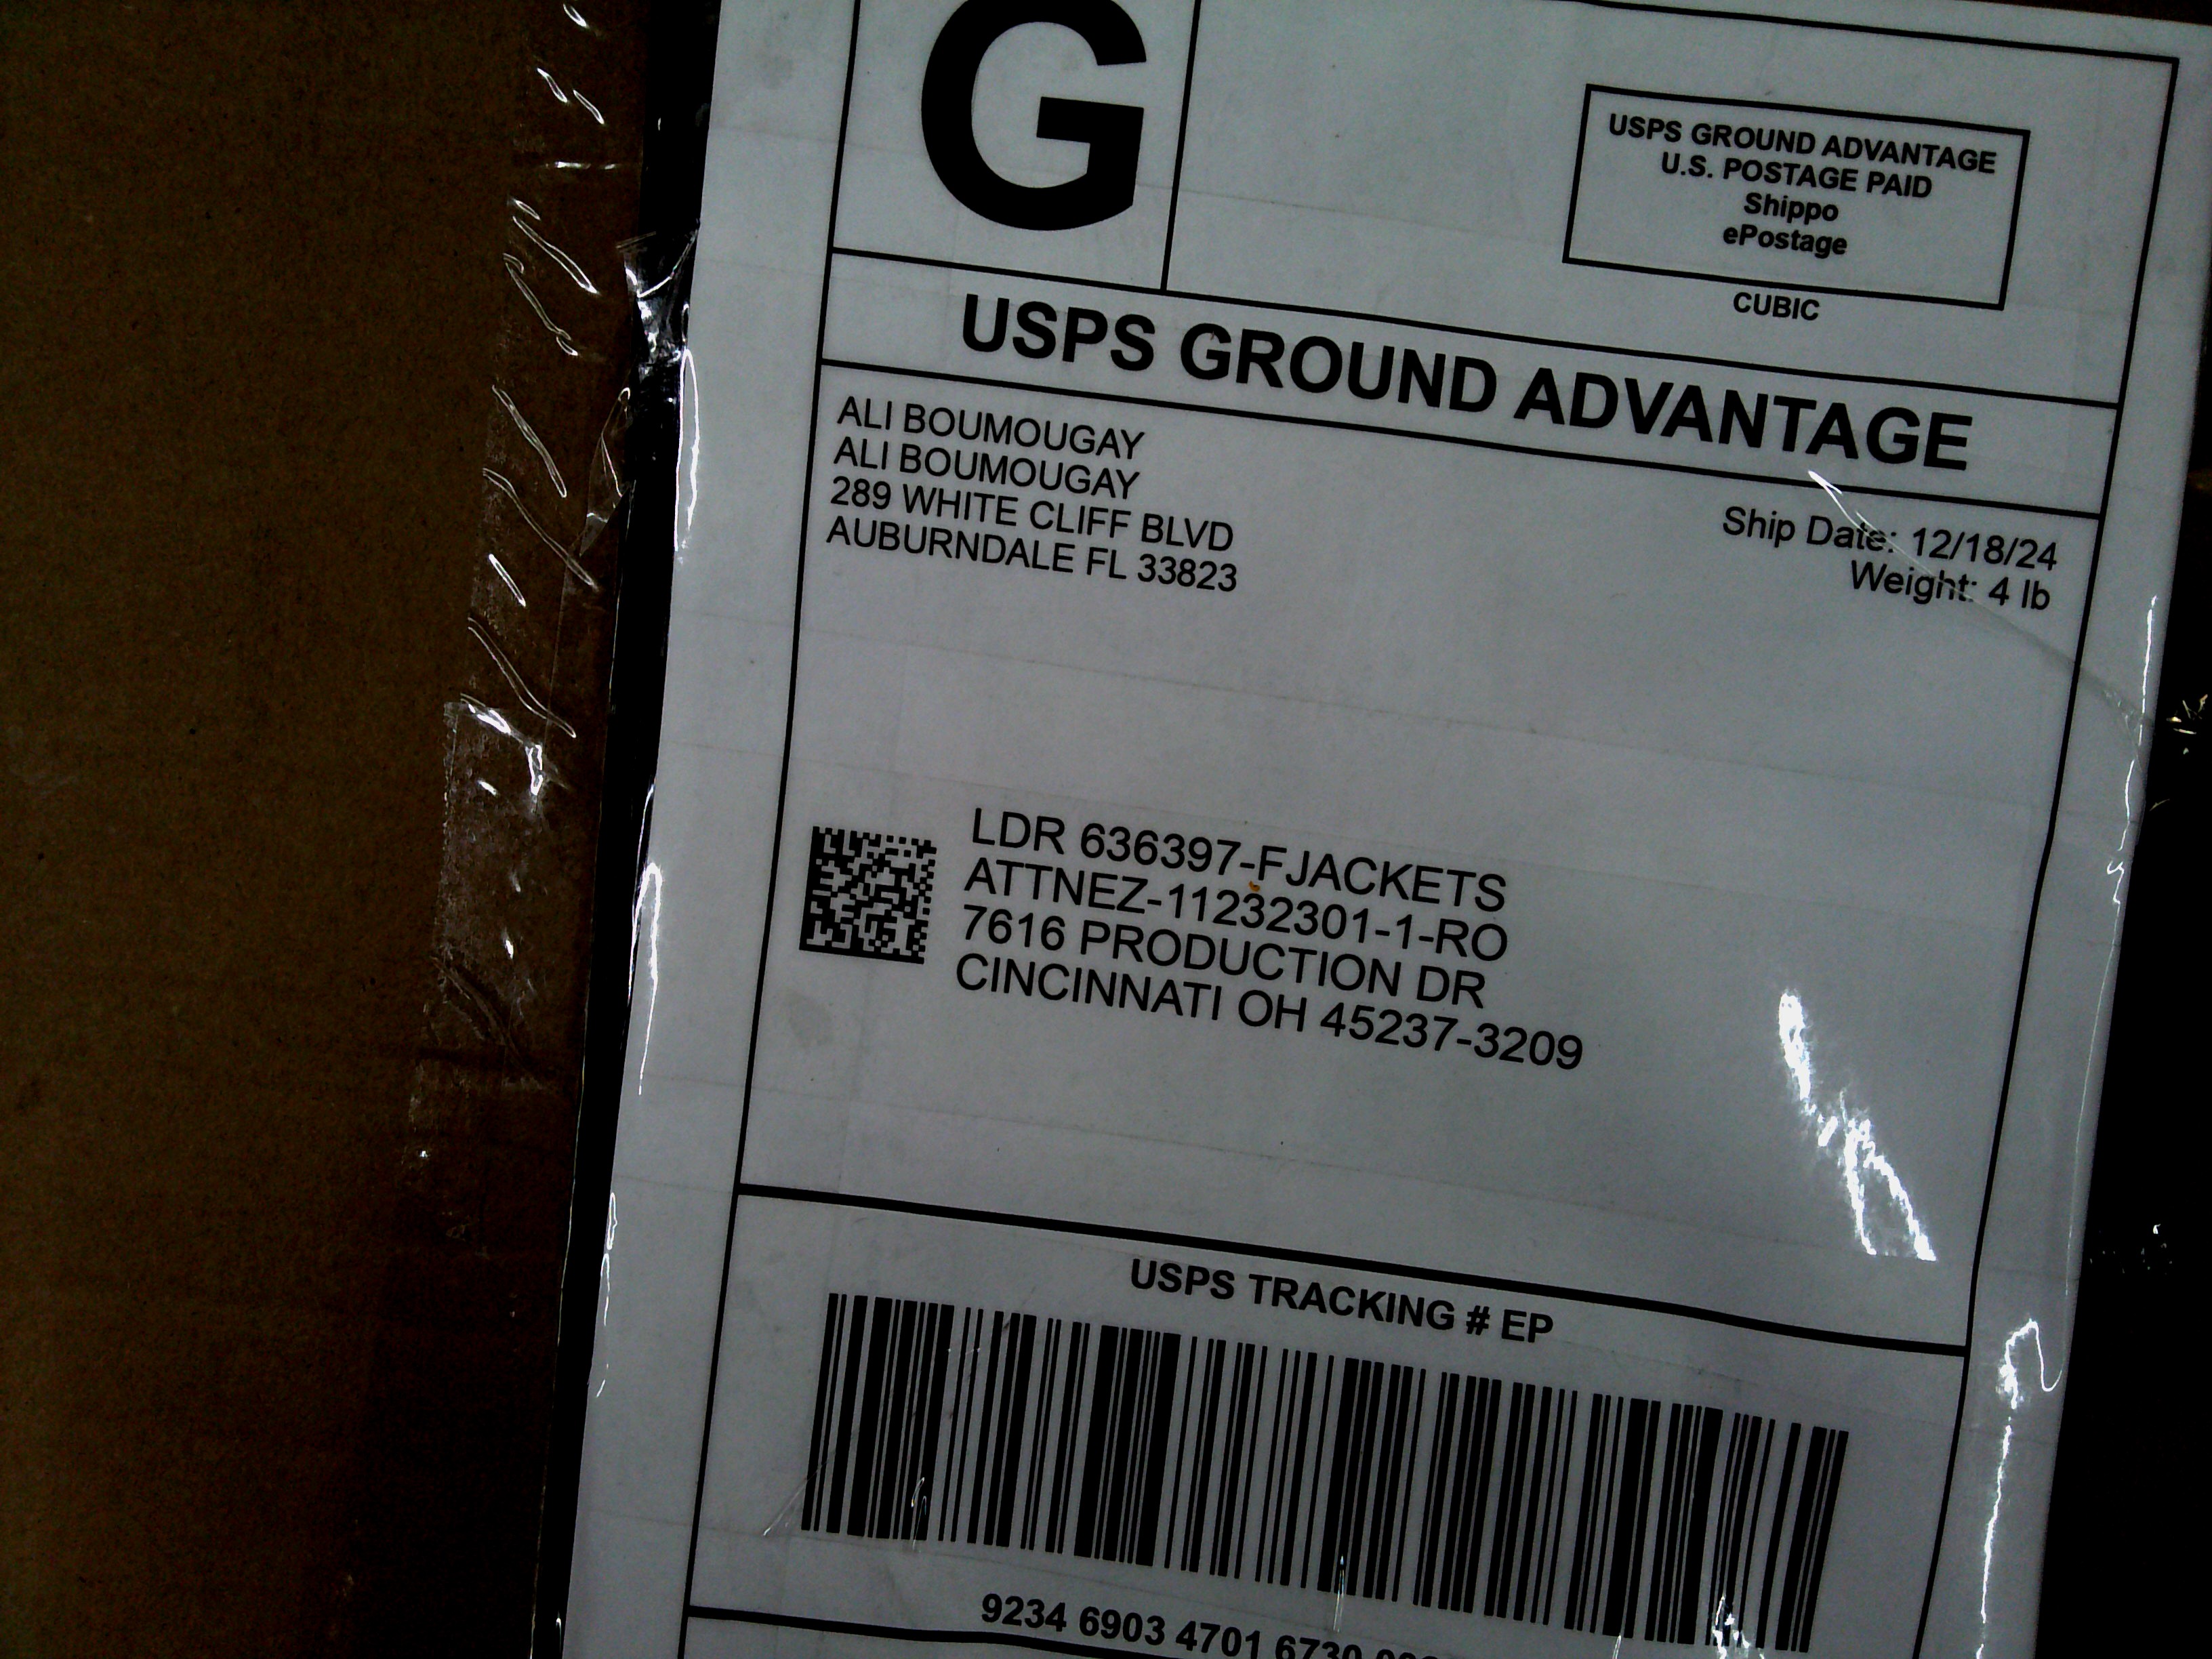 G
USPS GROUND ADVANTAGE
U.S. POSTAGE PAID
Shippo
ePostage
CUBIC
USPS GROUND ADVANTAGE
ALI BOUMOUGAY
ALI BOUMOUGAY
289 WHITE CLIFF BLVD
AUBURNDALE FL 33823
Ship Date: 12/18/24
Weight: 4 lb
LDR 636397-FJACKETS
ATTNEZ-11232301-1-RO
7616 PRODUCTION DR
CINCINNATI OH 45237-3209
USPS TRACKING # EP
9234 6903 4701 6730